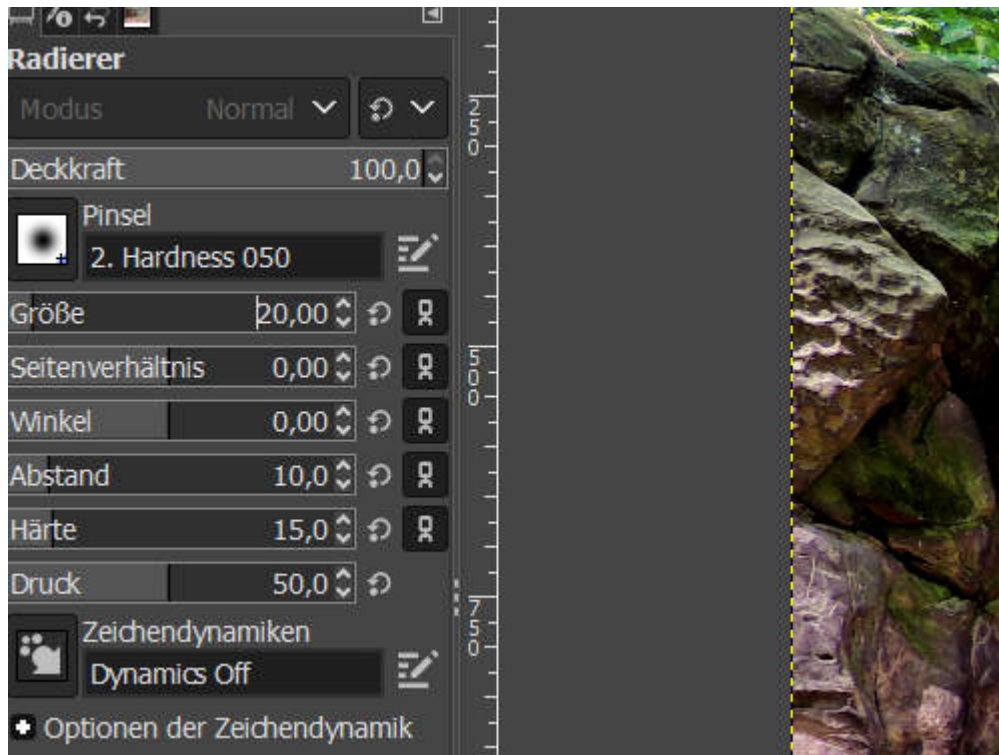 Radierer
Modus Normal
Deckkraft 100,0
Pinsel
2. Hardness 050
Größe 20,00
Seitenverhältnis 0,00
Winkel 0,00
Abstand 10,0
Härte 15,0
Druck 50,0
Zeichendynamiken
Dynamics Off
Optionen der Zeichendynamik
250
500
750